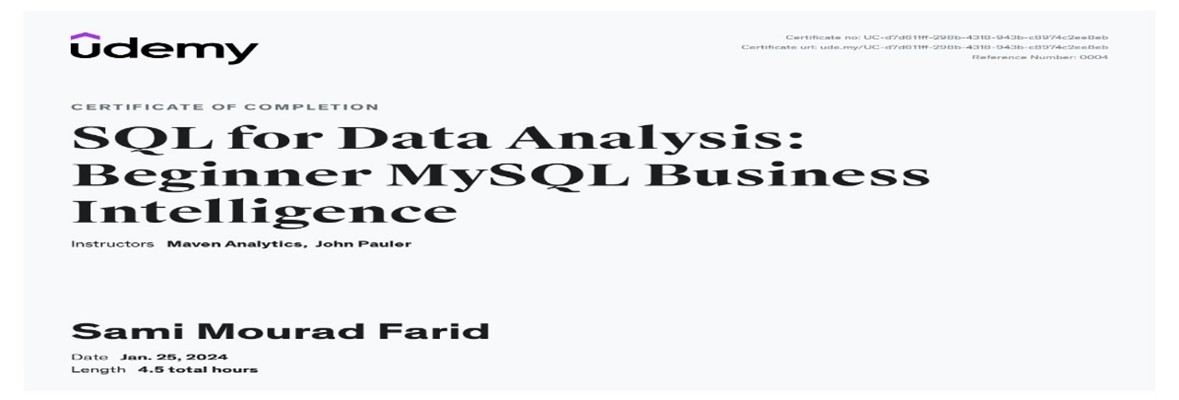 udemy
Certificate no: UC-d7d611ff-298b-4318-943b-c8974c2ee8eb
Certificate url: ude.my/UC-d7d611ff-298b-4318-943b-c8974c2ee8eb
Reference Number: 0004
CERTIFICATE OF COMPLETION
SQL for Data Analysis:
Beginner MySQL Business
Intelligence
Instructors Maven Analytics, John Pauler
Sami Mourad Farid
Date Jan. 25, 2024
Length 4.5 total hours